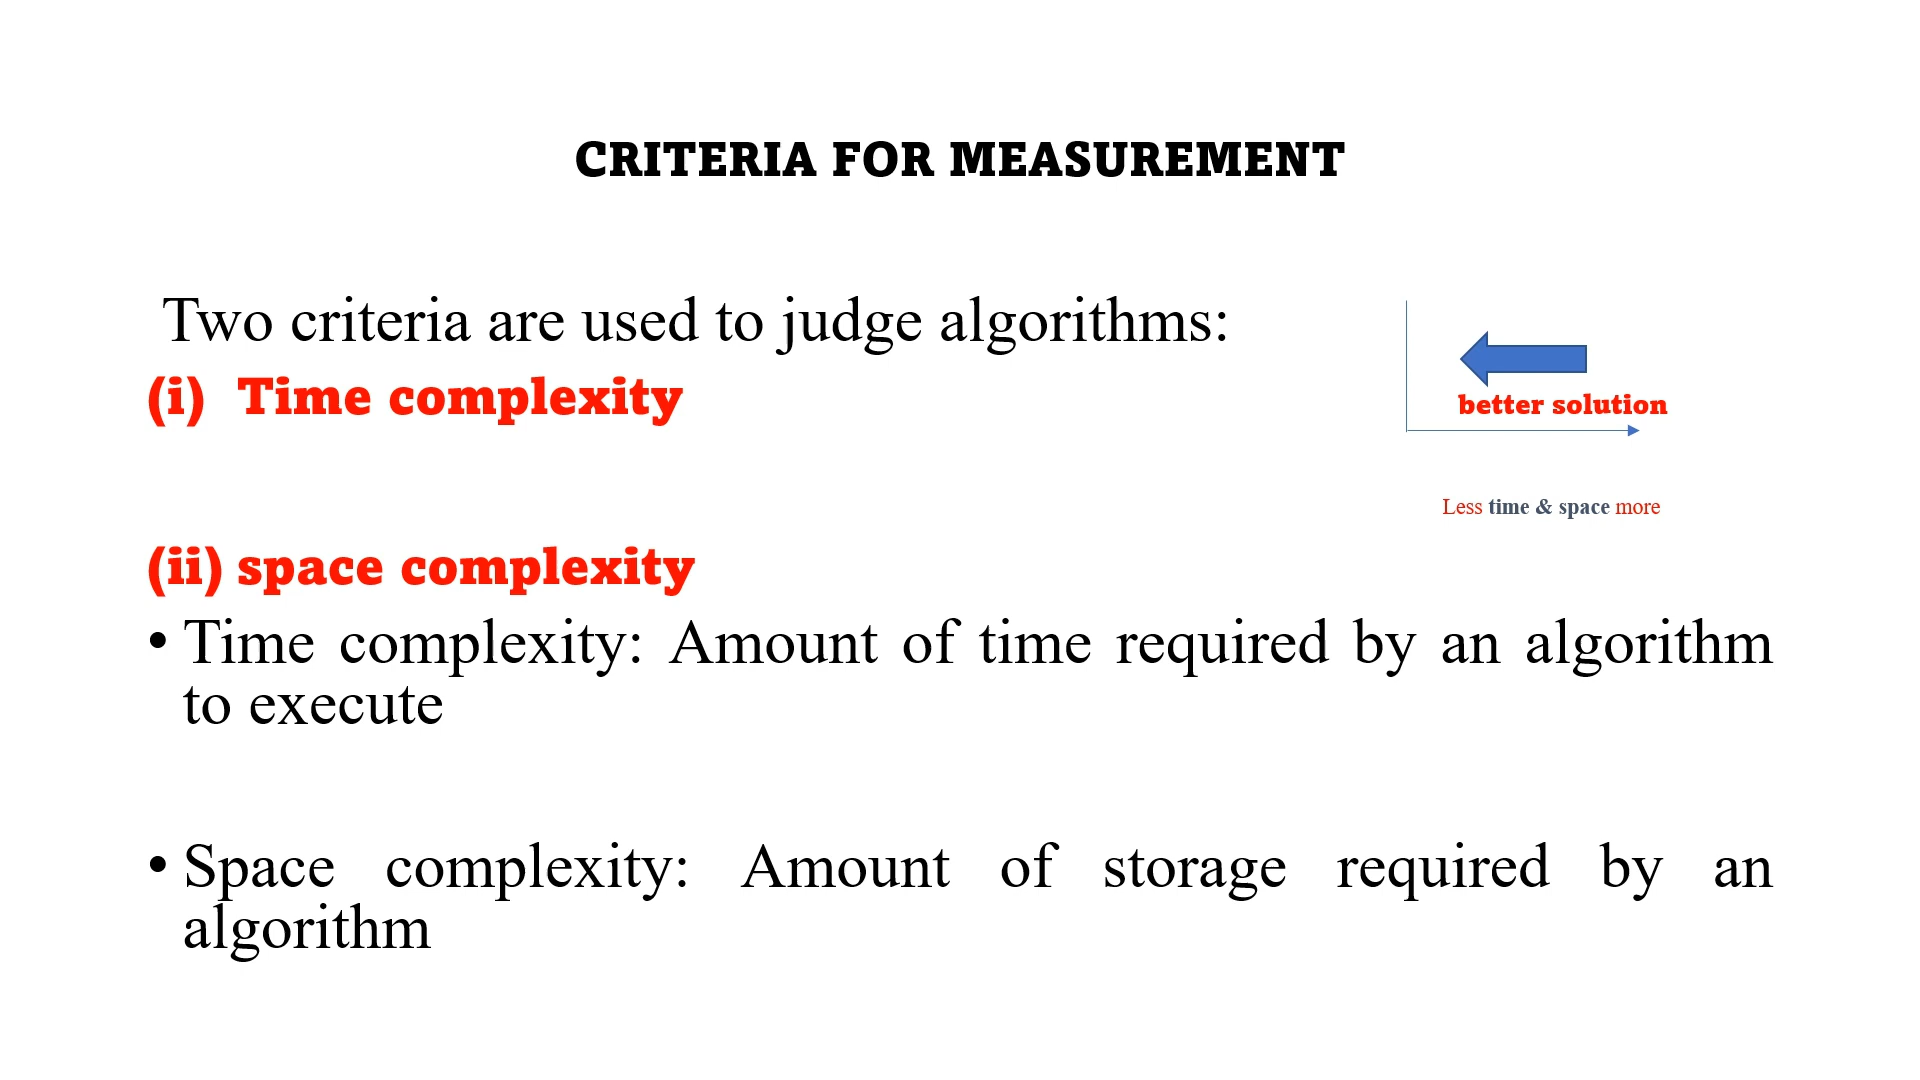 CRITERIA FOR MEASUREMENT
Two criteria are used to judge algorithms:
(i) Time complexity
better solution
Less time & space more
(ii) space complexity
• Time complexity: Amount of time required by an algorithm
to execute
• Space complexity: Amount of storage required by an
algorithm